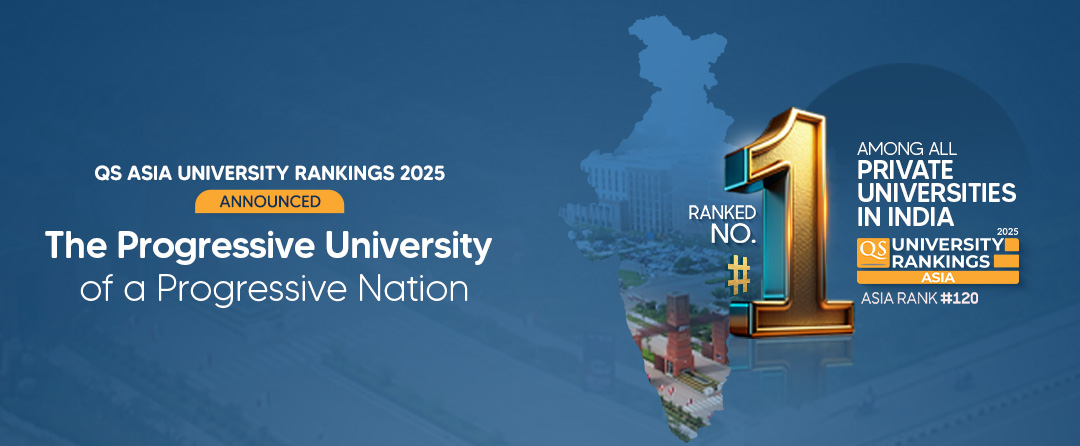 QS ASIA UNIVERSITY RANKINGS 2025
ANNOUNCED
The Progressive University
of a Progressive Nation
RANKED
NO.
#1
AMONG ALL
PRIVATE
UNIVERSITIES
IN INDIA
2025
QS UNIVERSITY
RANKINGS
ASIA
ASIA RANK #120